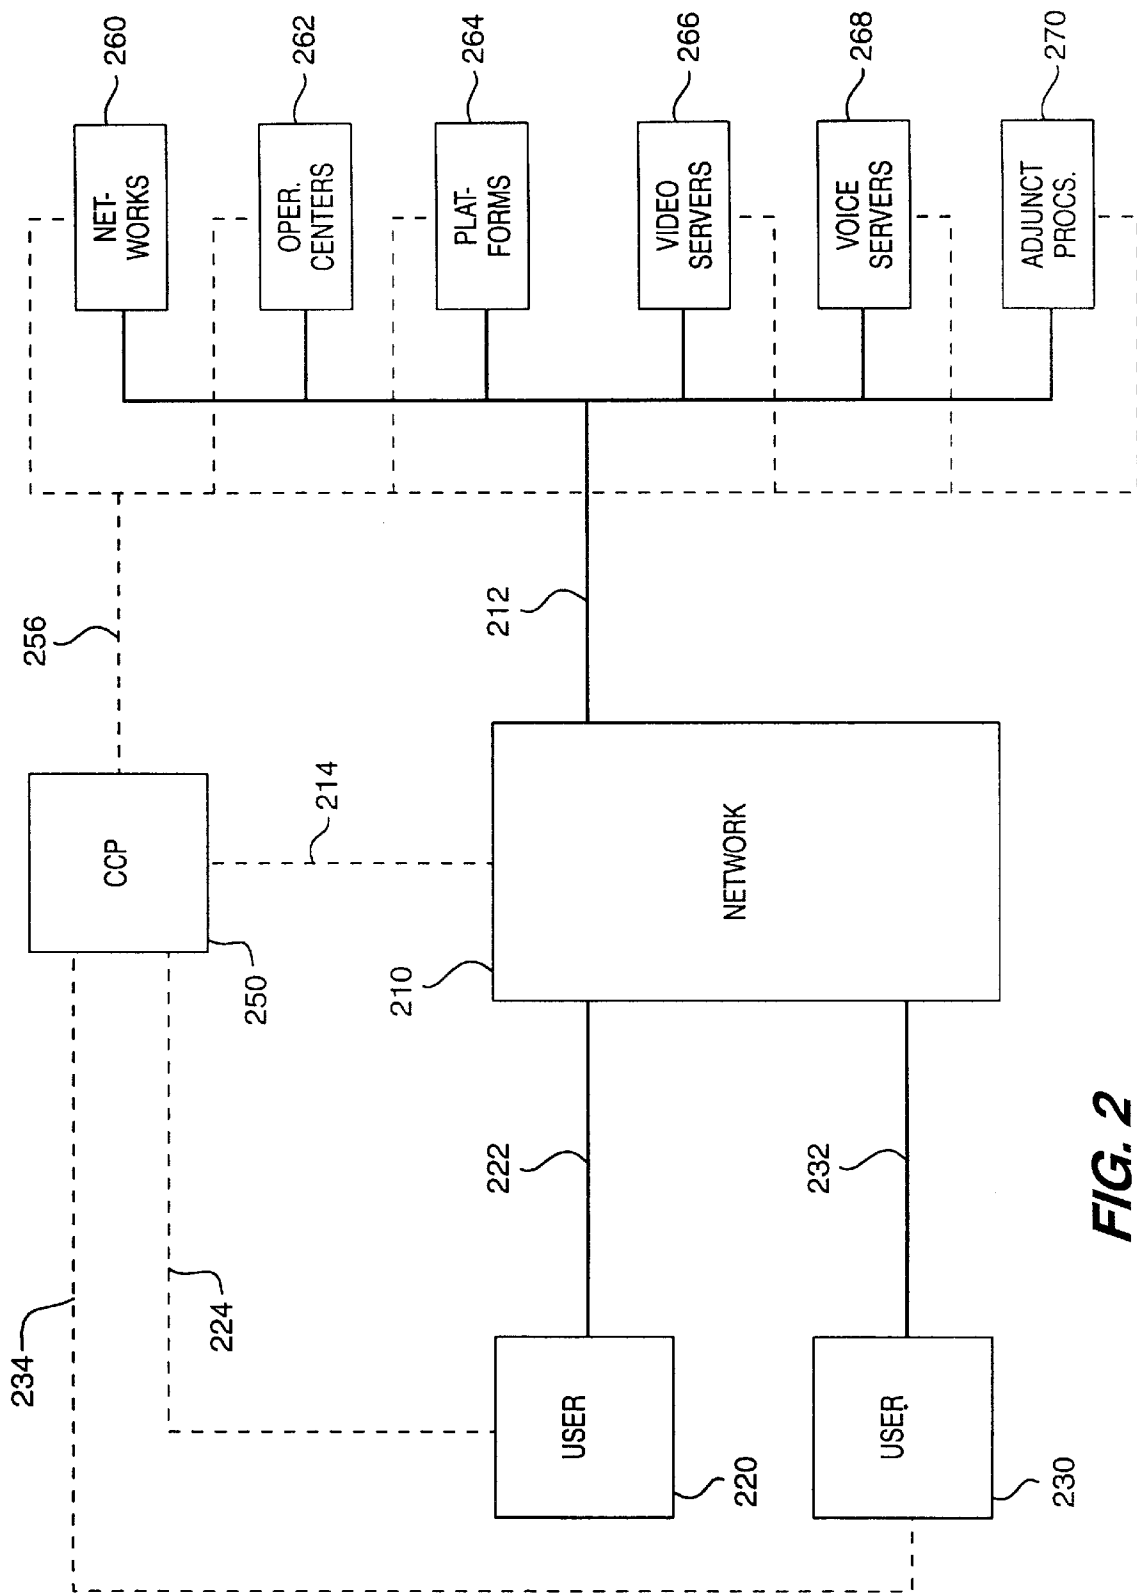 234
224
CCP
250
256
214
USER
220
USER
230
222
232
210
NETWORK
212
NET-
WORKS
260
OPER.
CENTERS
262
PLAT-
FORMS
264
VIDEO
SERVERS
266
VOICE
SERVERS
268
ADJUNCT
PROCS.
270
FIG. 2